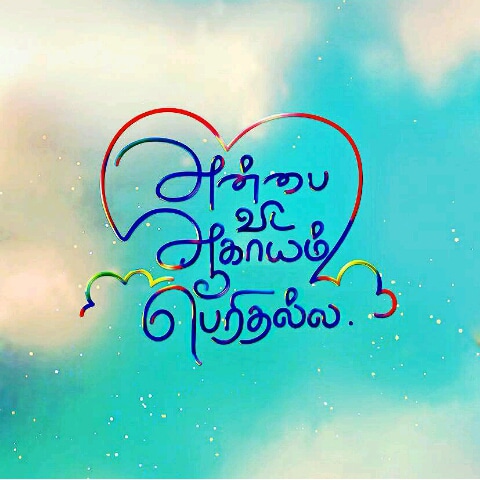 அன்பை
விட
ஆகாயம்
பெரிதல்ல.